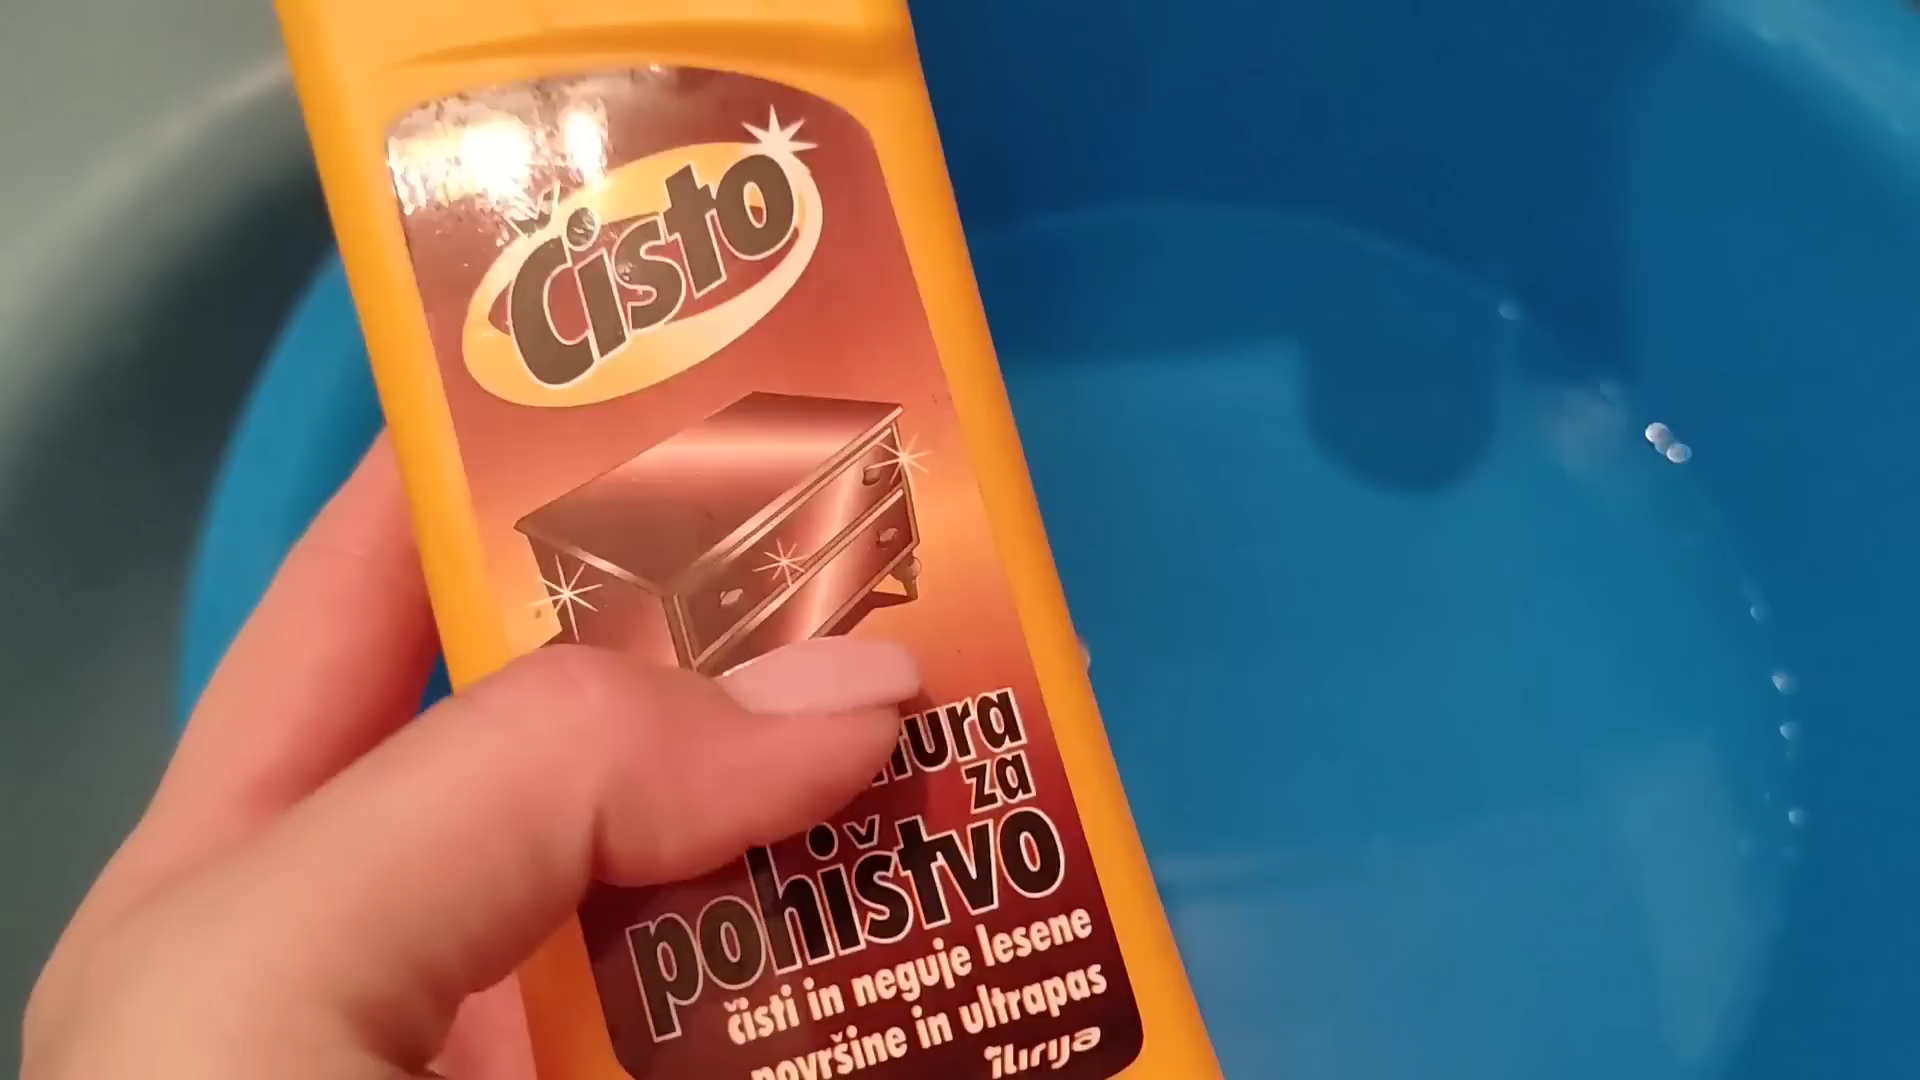 Čisto
za
pohištvo
čisti in neguje lesene
površine in ultrapas
ilirija